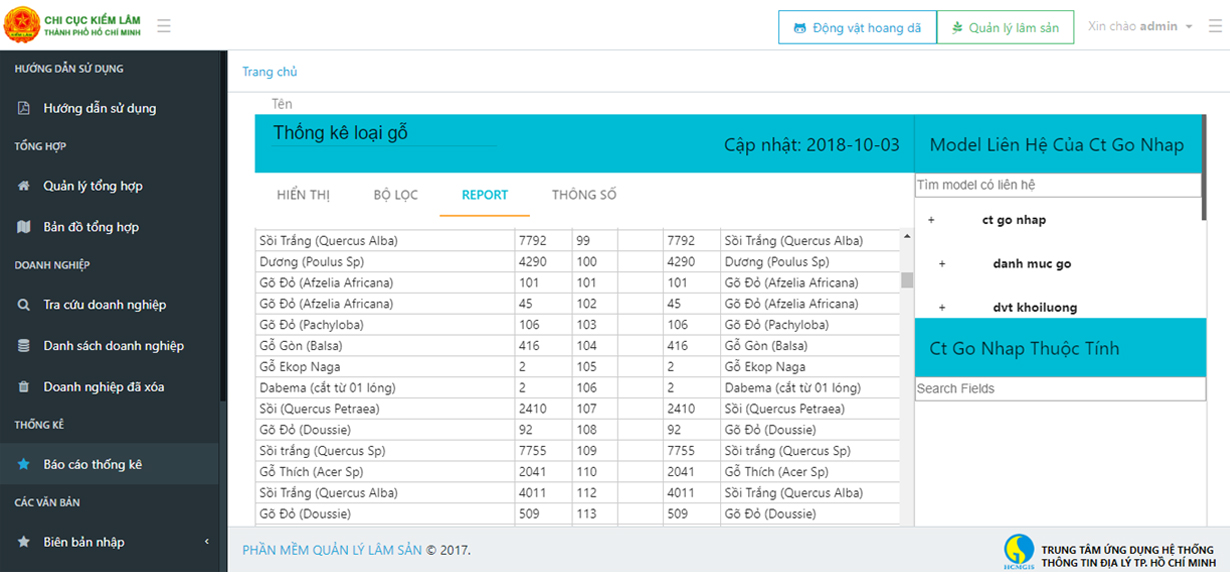 CHI CỤC KIỂM LÂM
THÀNH PHỐ HỒ CHÍ MINH
Động vật hoang dã
Quản lý lâm sản
Xin chào admin
HƯỚNG DẪN SỬ DỤNG
Hướng dẫn sử dụng
TỔNG HỢP
Quản lý tổng hợp
Bản đồ tổng hợp
DOANH NGHIỆP
Tra cứu doanh nghiệp
Danh sách doanh nghiệp
Doanh nghiệp đã xóa
THỐNG KÊ
Báo cáo thống kê
CÁC VĂN BẢN
Biên bản nhập
Trang chủ
Tên
Thống kê loại gỗ
Cập nhật: 2018-10-03
HIỂN THỊ BỘ LỌC REPORT THÔNG SỐ
Sồi Trắng (Quercus Alba) 7792 99 7792 Sồi Trắng (Quercus Alba)
Dương (Poulus Sp) 4290 100 4290 Dương (Poulus Sp)
Gõ Đỏ (Afzelia Africana) 101 101 101 Gõ Đỏ (Afzelia Africana)
Gõ Đỏ (Afzelia Africana) 45 102 45 Gõ Đỏ (Afzelia Africana)
Gõ Đỏ (Pachyloba) 106 103 106 Gõ Đỏ (Pachyloba)
Gỗ Gòn (Balsa) 416 104 416 Gỗ Gòn (Balsa)
Gỗ Ekop Naga 2 105 2 Gỗ Ekop Naga
Dabema (cắt từ 01 lóng) 2 106 2 Dabema (cắt từ 01 lóng)
Sồi (Quercus Petraea) 2410 107 2410 Sồi (Quercus Petraea)
Gõ Đỏ (Doussie) 92 108 92 Gõ Đỏ (Doussie)
Sồi trắng (Quercus Sp) 7755 109 7755 Sồi trắng (Quercus Sp)
Gỗ Thích (Acer Sp) 2041 110 2041 Gỗ Thích (Acer Sp)
Sồi Trắng (Quercus Alba) 4011 112 4011 Sồi Trắng (Quercus Alba)
Gõ Đỏ (Doussie) 509 113 509 Gõ Đỏ (Doussie)
Model Liên Hệ Của Ct Go Nhap
Tìm model có liên hệ
+ ct go nhap
+ danh muc go
+ dvt khoiluong
Ct Go Nhap Thuộc Tính
Search Fields
PHẦN MỀM QUẢN LÝ LÂM SẢN © 2017.
HCMGIS
TRUNG TÂM ỨNG DỤNG HỆ THỐNG
THÔNG TIN ĐỊA LÝ TP. HỒ CHÍ MINH